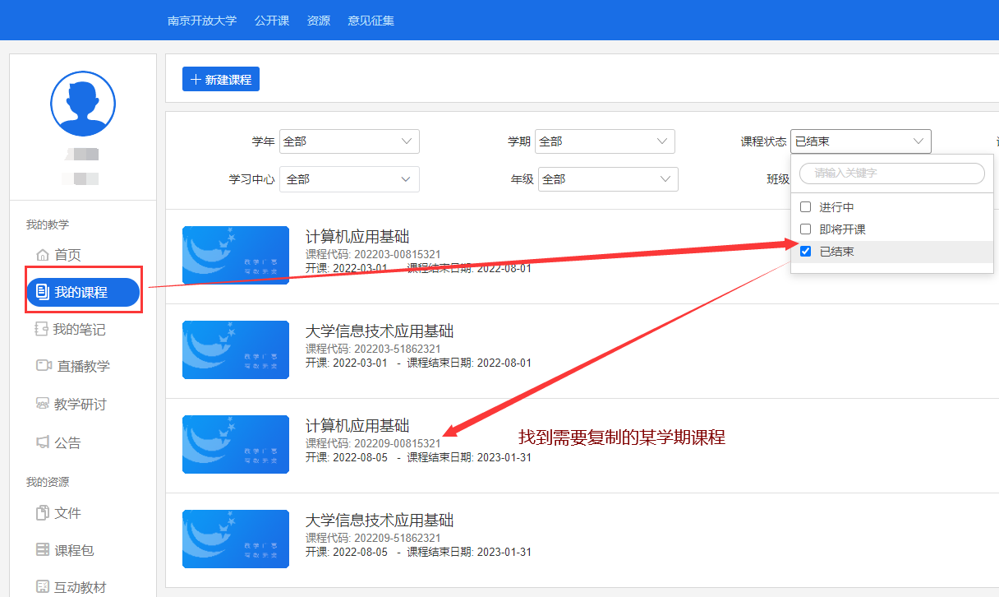 南京开放大学 公开课 资源 意见征集
新建课程
学年 全部 学期 全部 课程状态 已结束
学习中心 全部 年级 全部 班级
请输入关键字
进行中
即将开课
已结束
我的教学
首页
我的课程
我的笔记
直播教学
教学研讨
公告
我的资源
文件
课程包
互动教材
计算机应用基础
课程代码: 202203-00815321
开课: 2022-03-01 - 课程结束日期: 2022-08-01
大学信息技术应用基础
课程代码: 202203-51862321
开课: 2022-03-01 - 课程结束日期: 2022-08-01
计算机应用基础
课程代码: 202209-00815321
开课: 2022-08-05 - 课程结束日期: 2023-01-31
找到需要复制的某学期课程
大学信息技术应用基础
课程代码: 202209-51862321
开课: 2022-08-05 - 课程结束日期: 2023-01-31